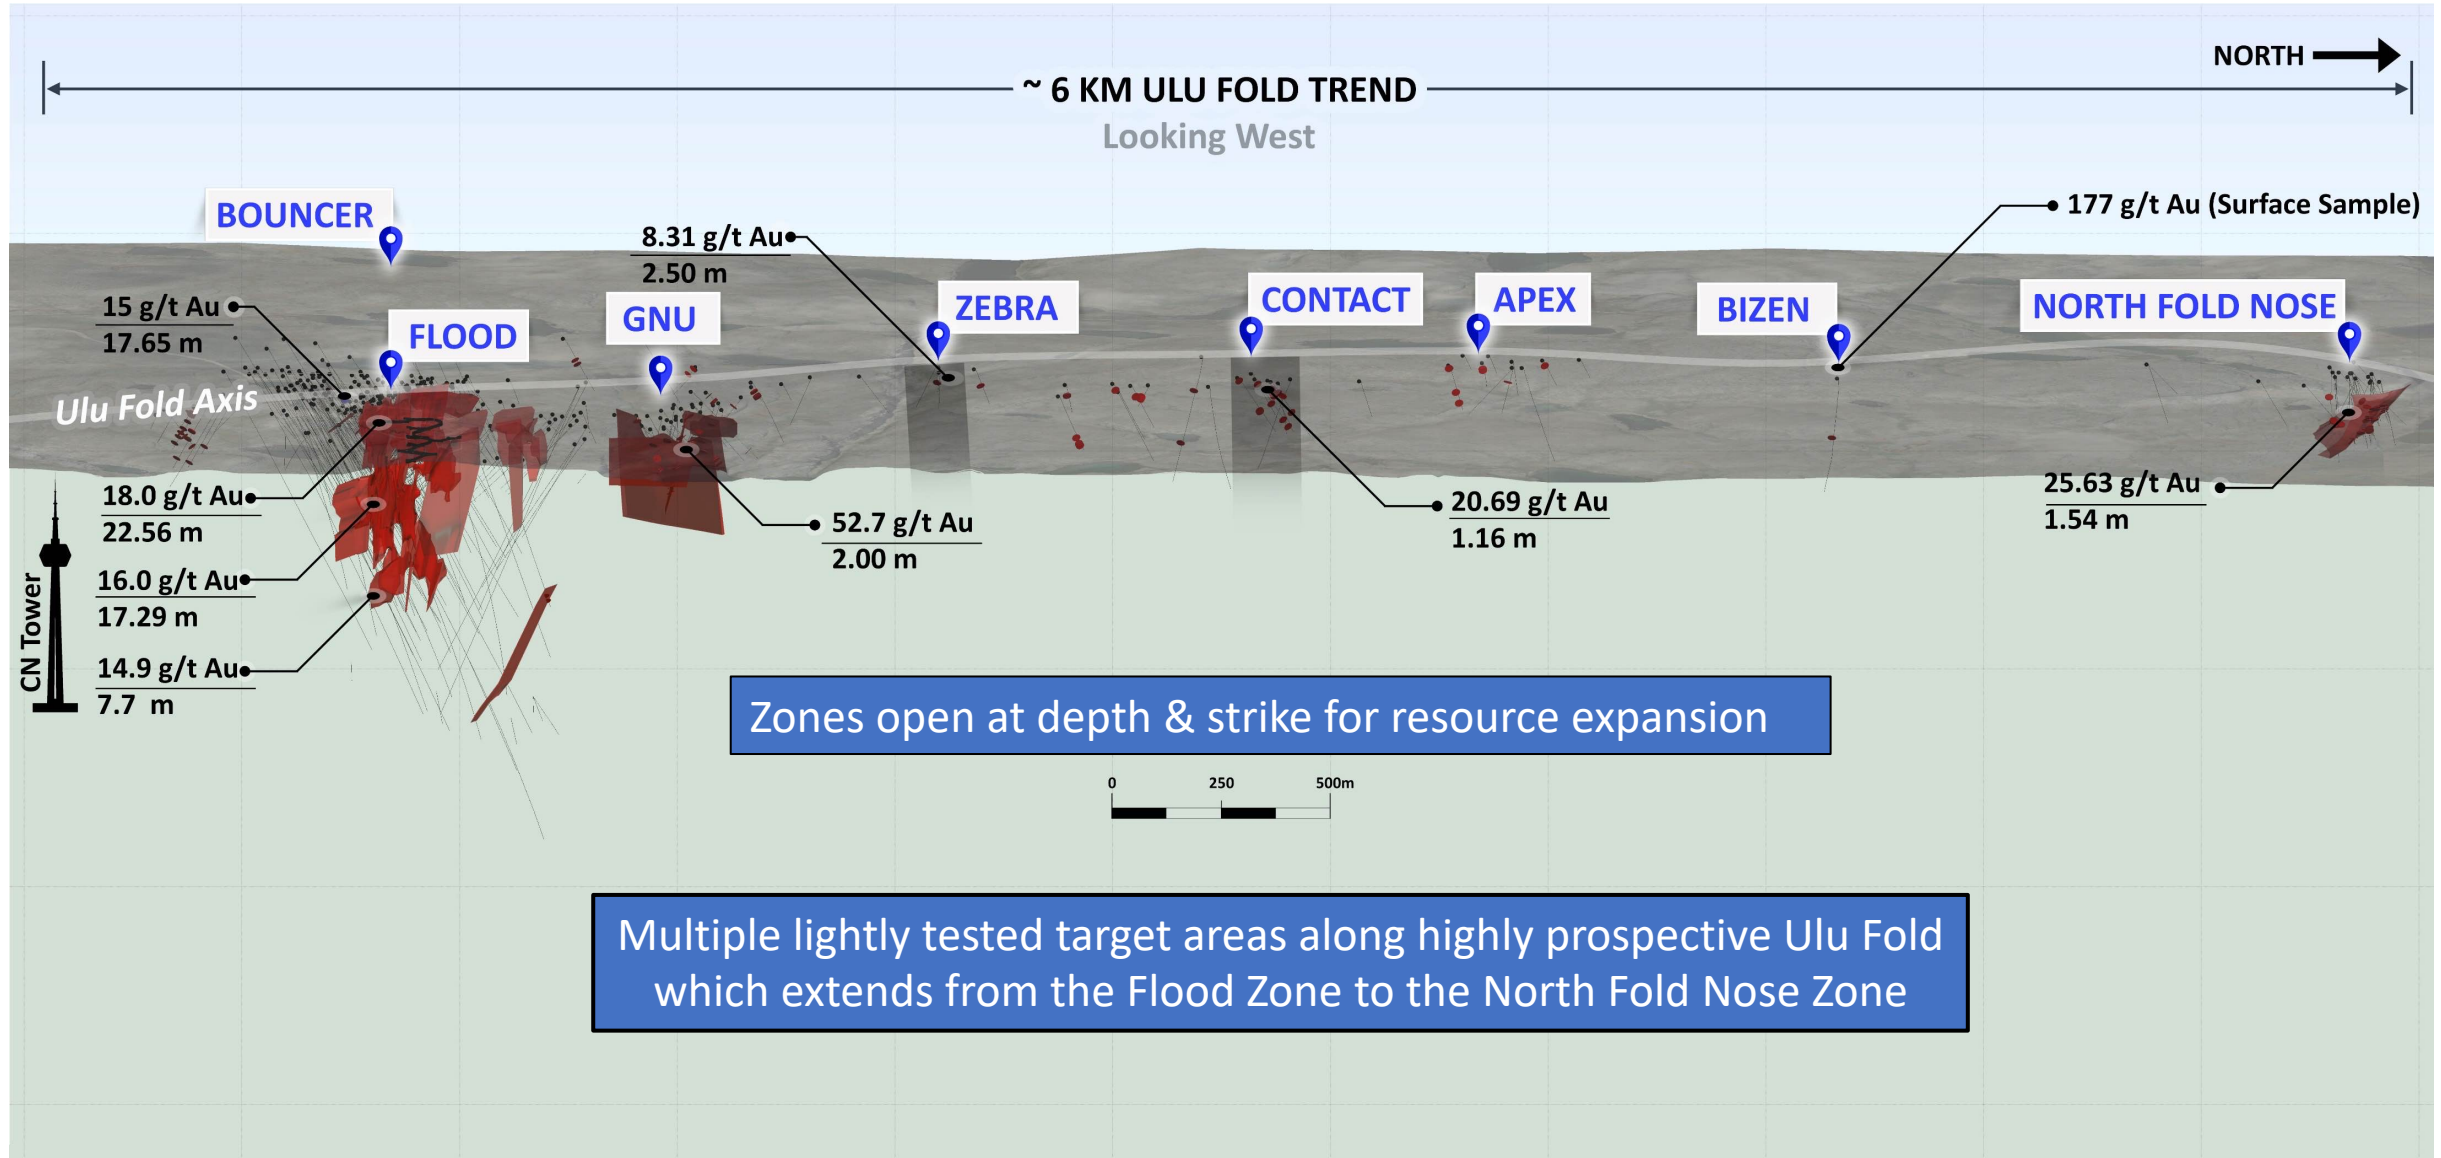 NORTH
~ 6 KM ULU FOLD TREND
Looking West
BOUNCER
177 g/t Au (Surface Sample)
8.31 g/t Au
2.50 m
15 g/t Au
17.65 m
FLOOD
GNU
ZEBRA
CONTACT
APEX
BIZEN
NORTH FOLD NOSE
Ulu Fold Axis
18.0 g/t Au
22.56 m
16.0 g/t Au
17.29 m
14.9 g/t Au
7.7 m
CN Tower
52.7 g/t Au
2.00 m
20.69 g/t Au
1.16 m
25.63 g/t Au
1.54 m
Zones open at depth & strike for resource expansion
0 250 500m
Multiple lightly tested target areas along highly prospective Ulu Fold
which extends from the Flood Zone to the North Fold Nose Zone